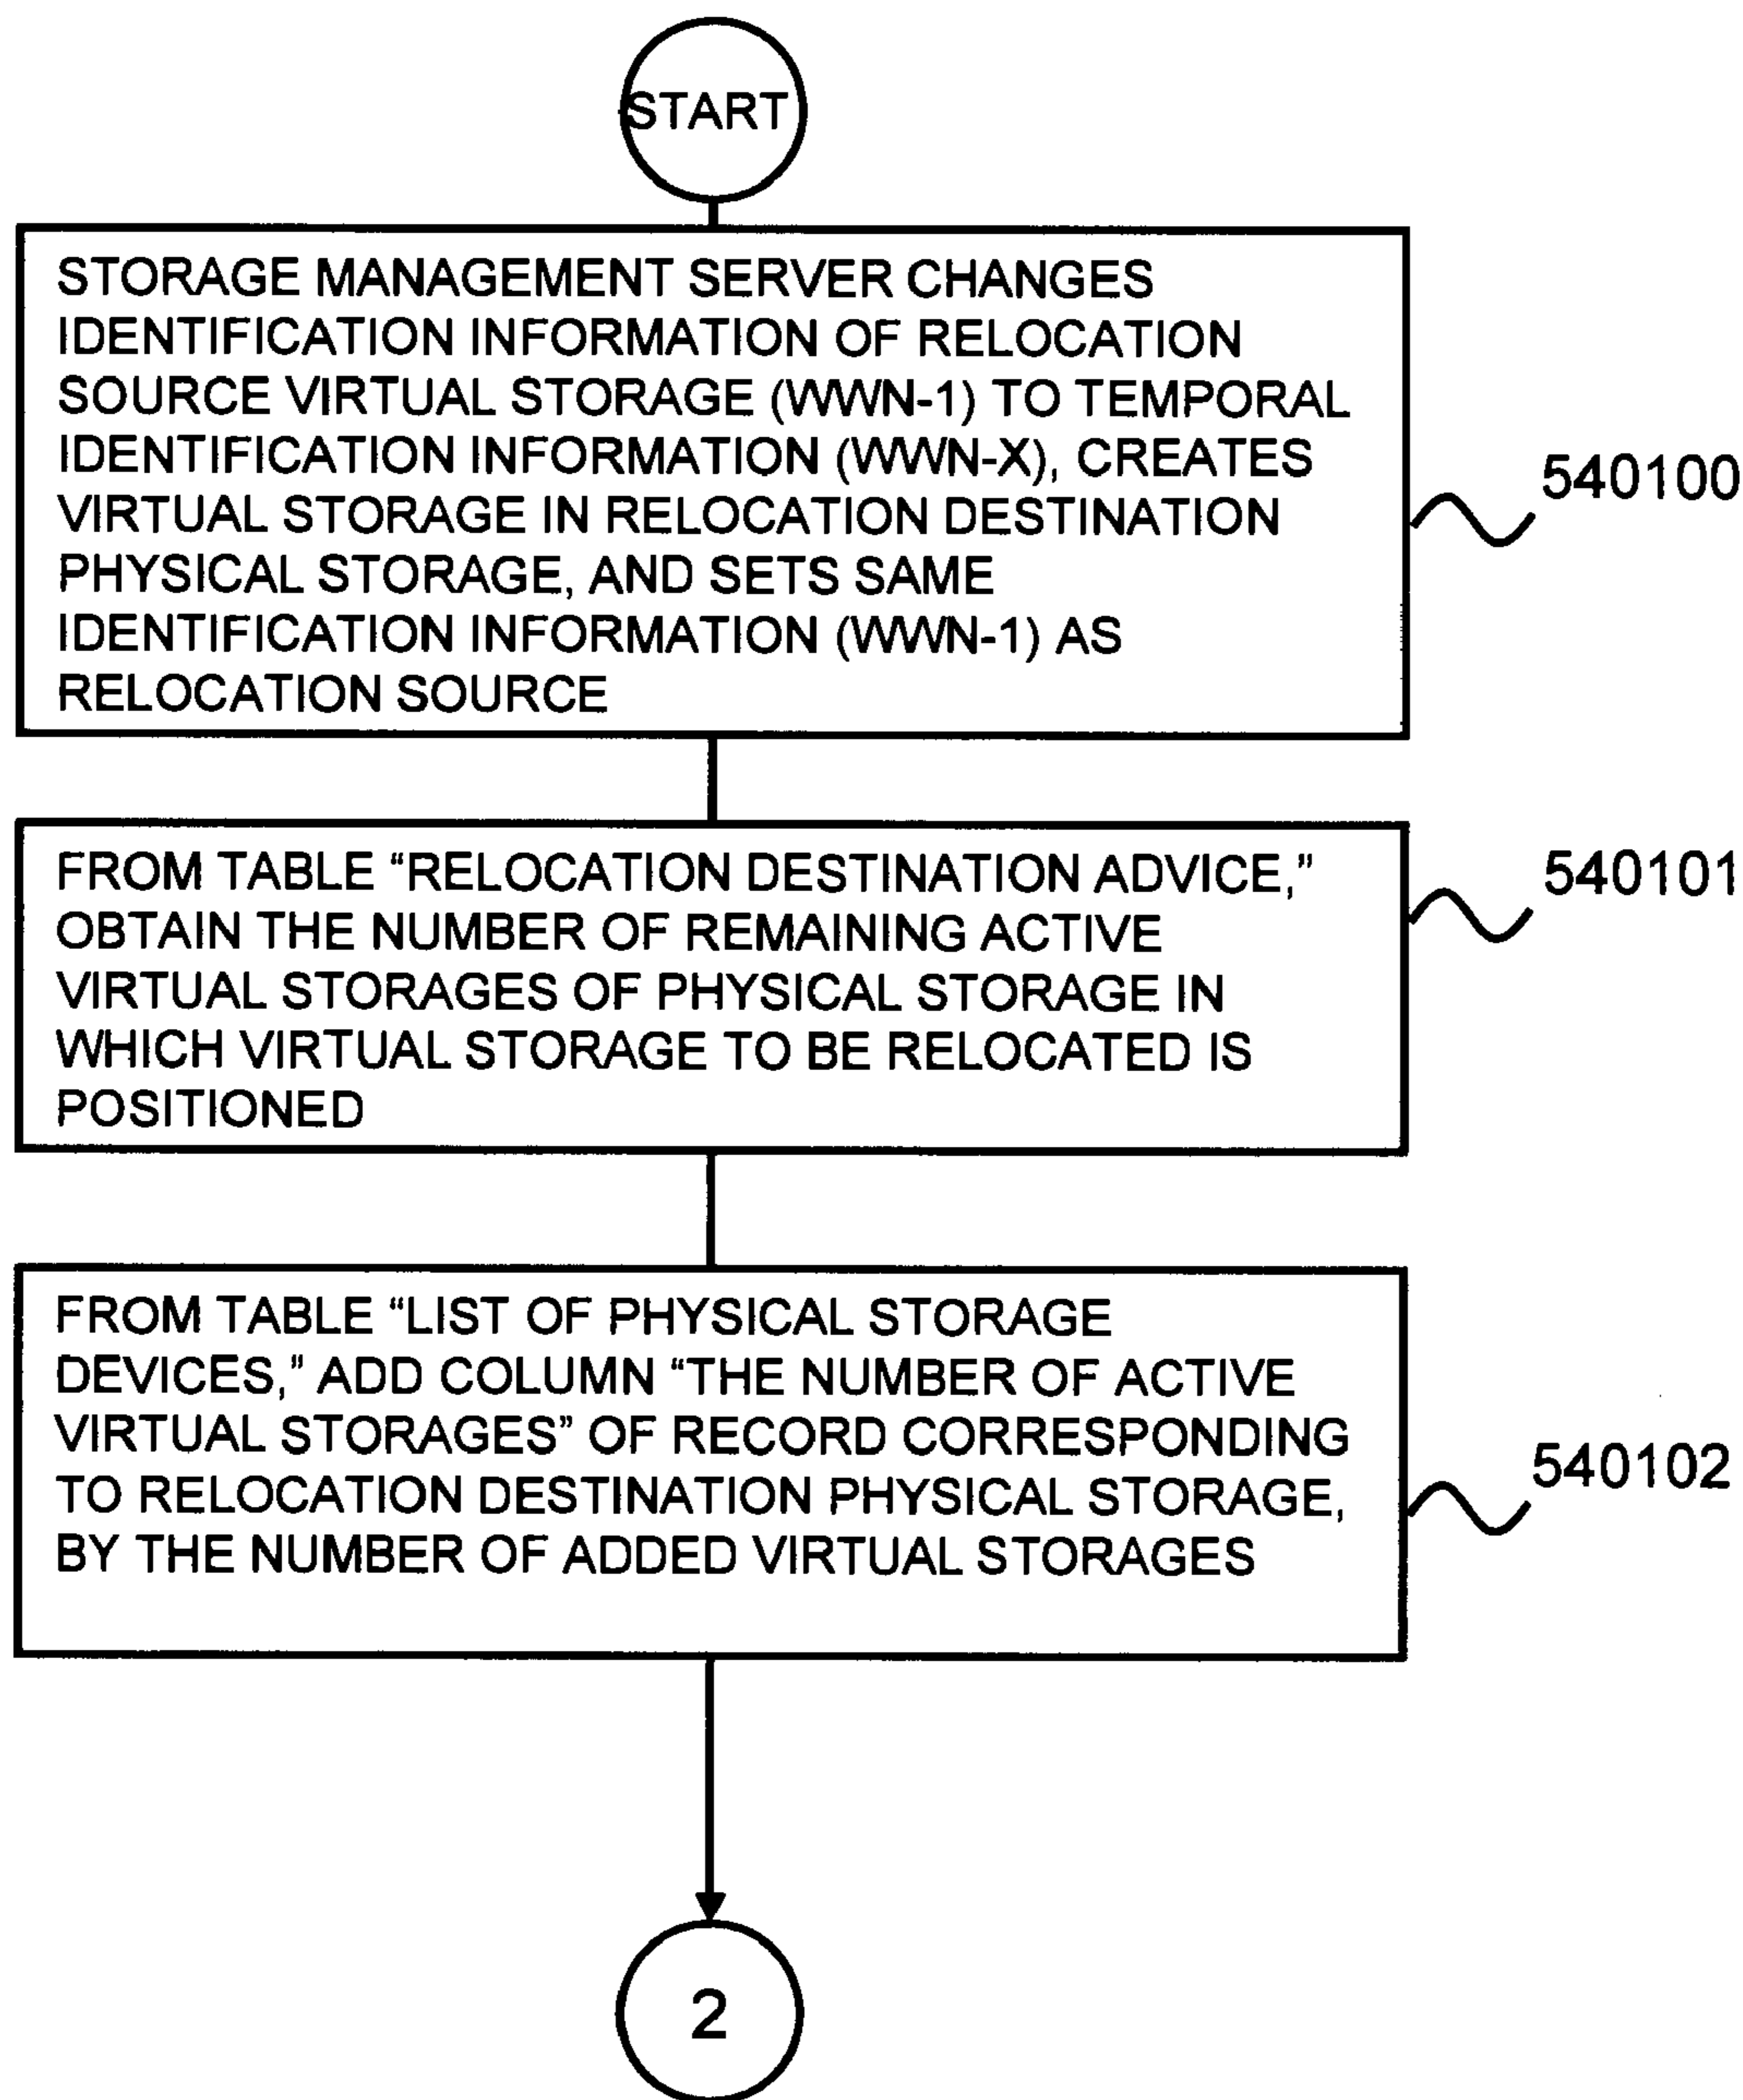 START
STORAGE MANAGEMENT SERVER CHANGES
IDENTIFICATION INFORMATION OF RELOCATION
SOURCE VIRTUAL STORAGE (WWN-1) TO TEMPORAL
IDENTIFICATION INFORMATION (WWN-X), CREATES
VIRTUAL STORAGE IN RELOCATION DESTINATION
PHYSICAL STORAGE, AND SETS SAME
IDENTIFICATION INFORMATION (WWN-1) AS
RELOCATION SOURCE
540100
FROM TABLE “RELOCATION DESTINATION ADVICE,”
OBTAIN THE NUMBER OF REMAINING ACTIVE
VIRTUAL STORAGES OF PHYSICAL STORAGE IN
WHICH VIRTUAL STORAGE TO BE RELOCATED IS
POSITIONED
540101
FROM TABLE “LIST OF PHYSICAL STORAGE
DEVICES,” ADD COLUMN “THE NUMBER OF ACTIVE
VIRTUAL STORAGES” OF RECORD CORRESPONDING
TO RELOCATION DESTINATION PHYSICAL STORAGE,
BY THE NUMBER OF ADDED VIRTUAL STORAGES
540102
2